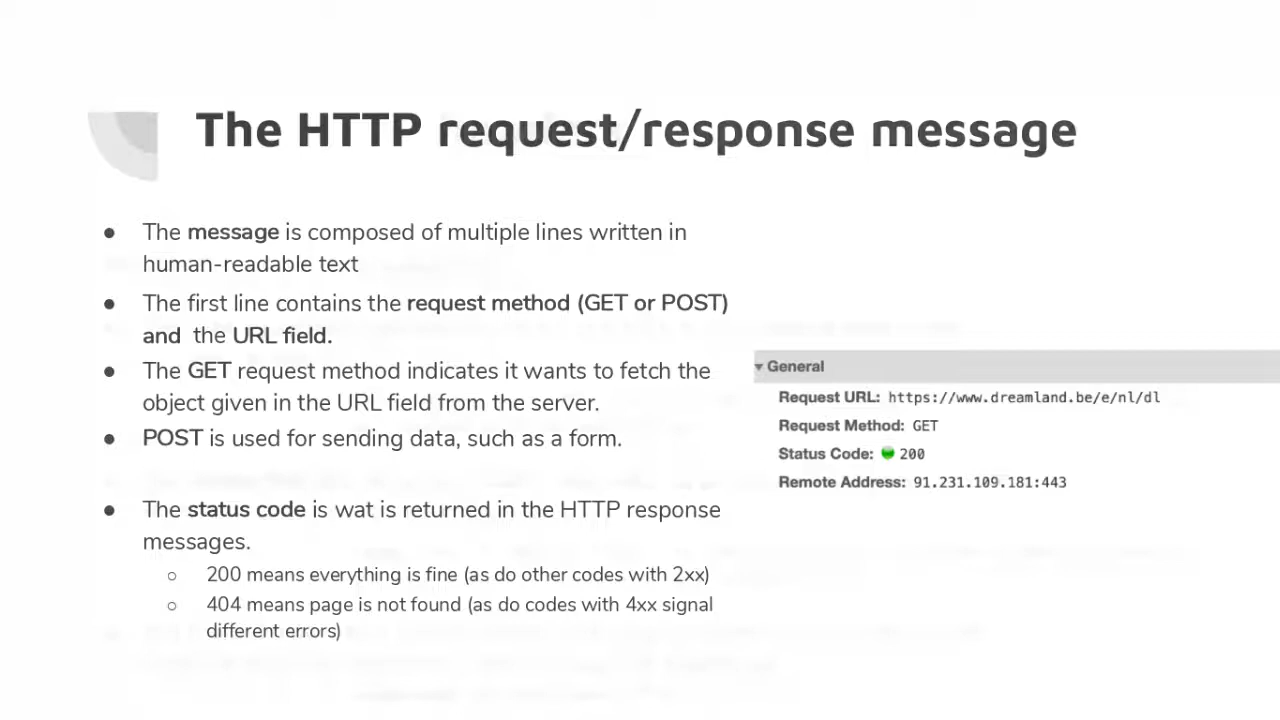 The HTTP request/response message
● The message is composed of multiple lines written in
human-readable text
● The first line contains the request method (GET or POST)
and the URL field.
● The GET request method indicates it wants to fetch the
object given in the URL field from the server.
● POST is used for sending data, such as a form.
● The status code is wat is returned in the HTTP response
messages.
○ 200 means everything is fine (as do other codes with 2xx)
○ 404 means page is not found (as do codes with 4xx signal
different errors)
▼ General
Request URL: https://www.dreamland.be/e/nl/dl
Request Method: GET
Status Code: 200
Remote Address: 91.231.109.181:443